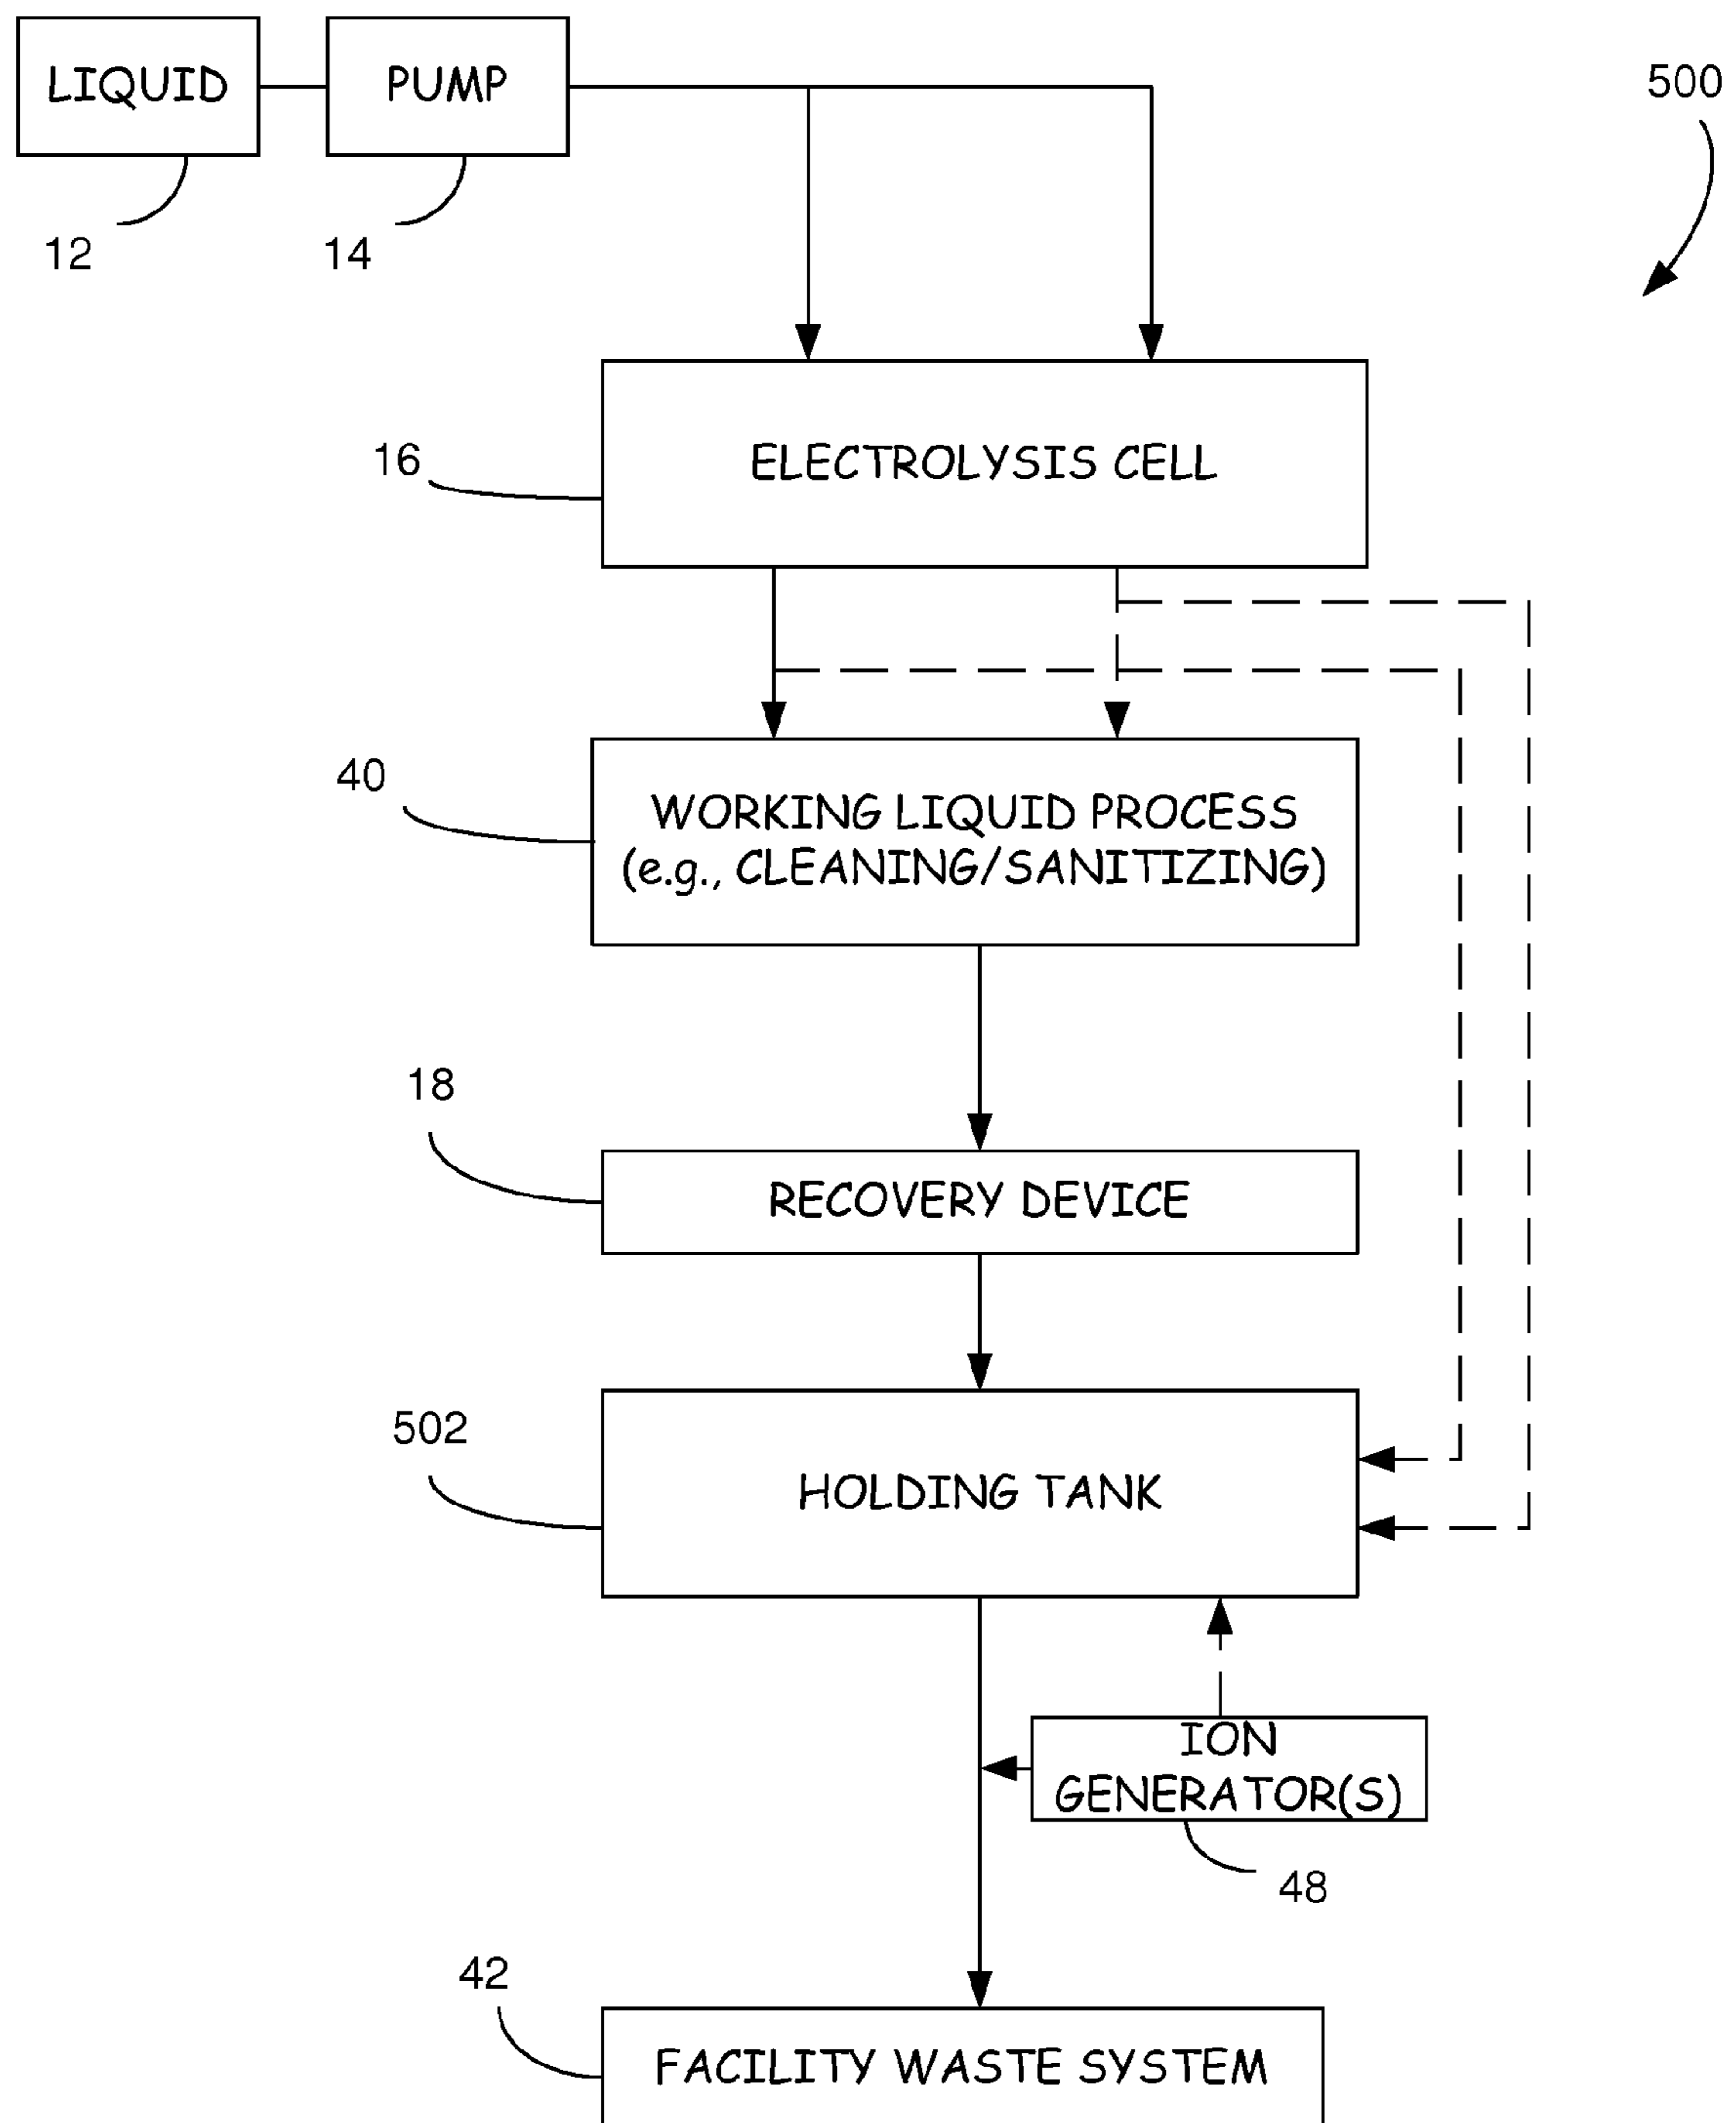 LIQUID
PUMP
500
12
14
16
ELECTROLYSIS CELL
40
WORKING LIQUID PROCESS
(e.g., CLEANING/SANITIZING)
18
RECOVERY DEVICE
502
HOLDING TANK
ION
GENERATOR(S)
48
42
FACILITY WASTE SYSTEM